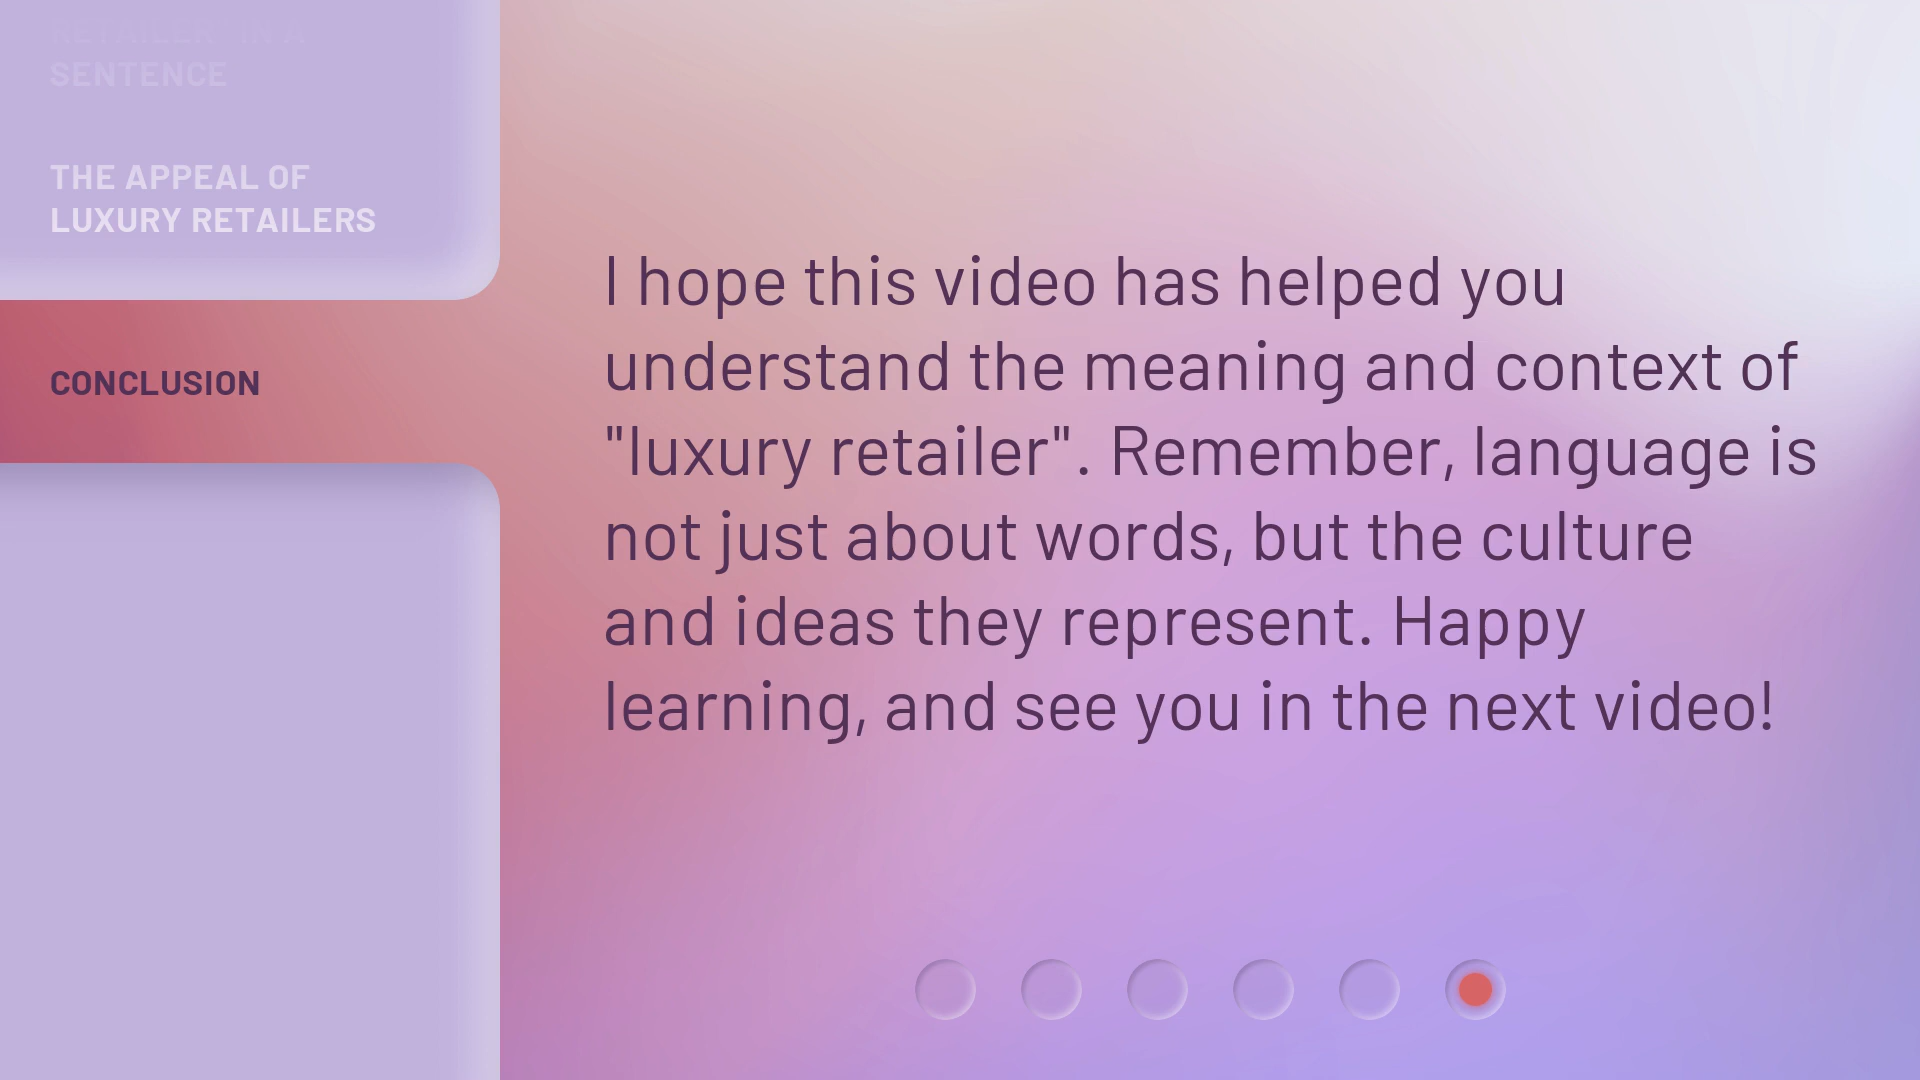 RETAILER" IN A
SENTENCE
THE APPEAL OF
LUXURY RETAILERS
CONCLUSION
I hope this video has helped you
understand the meaning and context of
"luxury retailer". Remember, language is
not just about words, but the culture
and ideas they represent. Happy
learning, and see you in the next video!